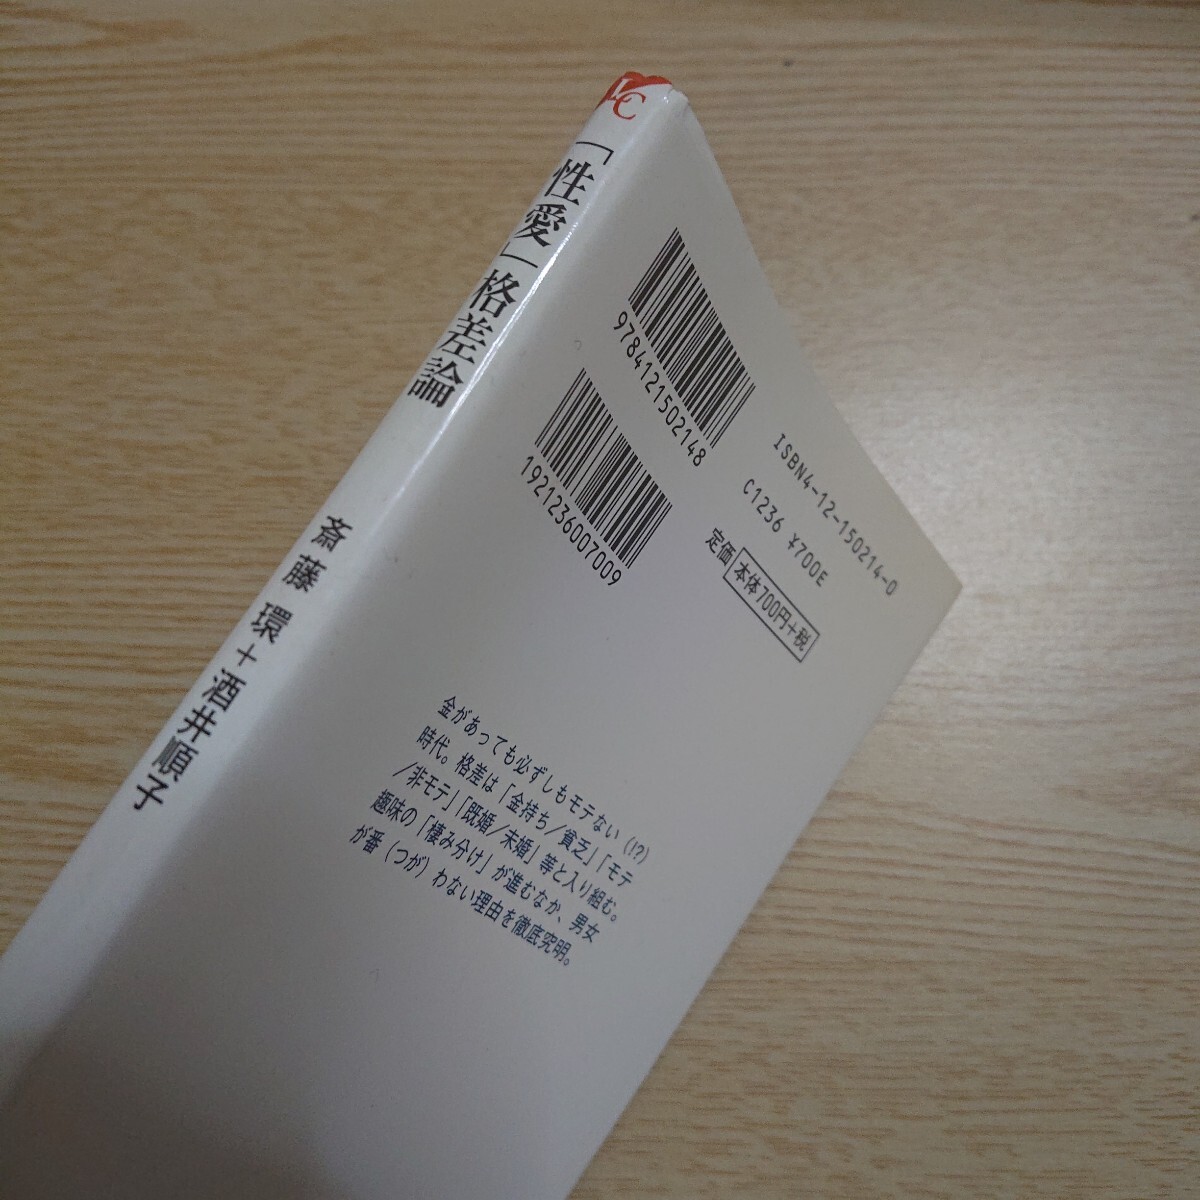 LC
「性愛」格差論
斎藤 環+酒井順子
9784121502148
1921236007009
ISBN4-12-150214-0
C1236 ¥700E
定価 本体700円+税
金があっても必ずしもモテない(!?)
時代。格差は「金持ち/貧乏」「モテ
/非モテ」「既婚/未婚」等と入り組む。
趣味の「棲み分け」が進むなか、男女
が番(つが)わない理由を徹底究明。